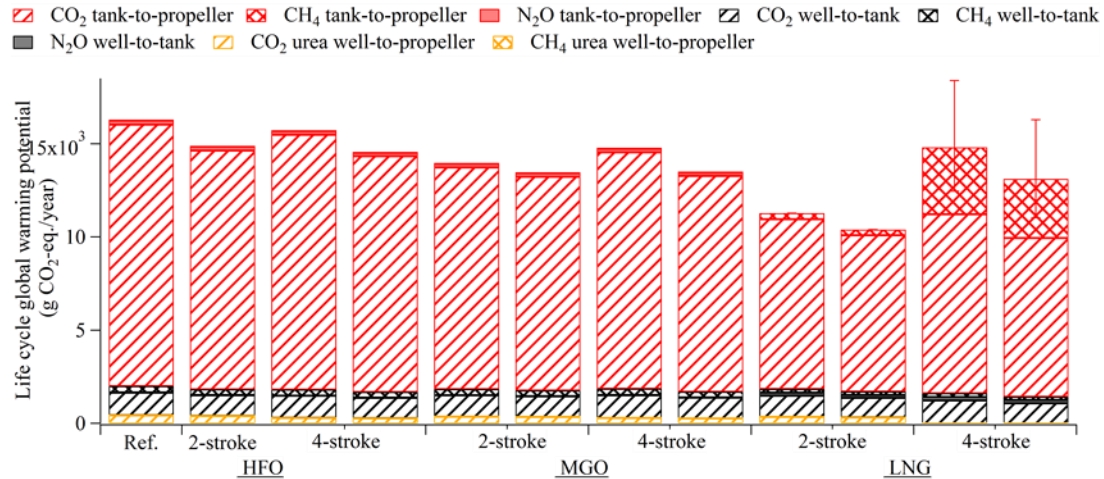 CO₂ tank-to-propeller CH₄ tank-to-propeller N₂O tank-to-propeller CO₂ well-to-tank CH₄ well-to-tank
N₂O well-to-tank CO₂ urea well-to-propeller CH₄ urea well-to-propeller
Life cycle global warming potential
(g CO₂-eq./year)
15x10³
10
5
0
Ref. 2-stroke 4-stroke 2-stroke 4-stroke 2-stroke 4-stroke
HFO MGO LNG